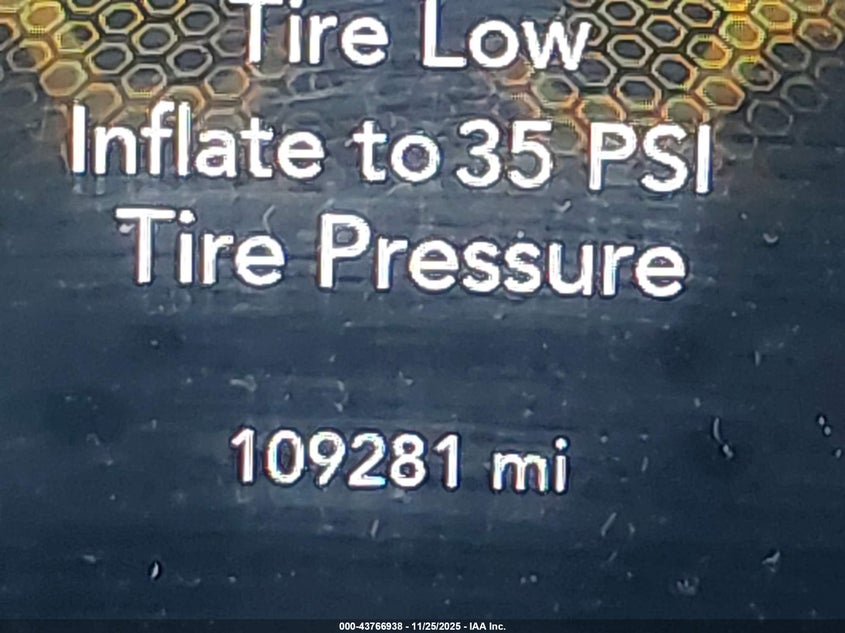 Tire Low
Inflate to 35 PSI
Tire Pressure
109281 mi
000-43766938 - 11/25/2025 - IAA Inc.